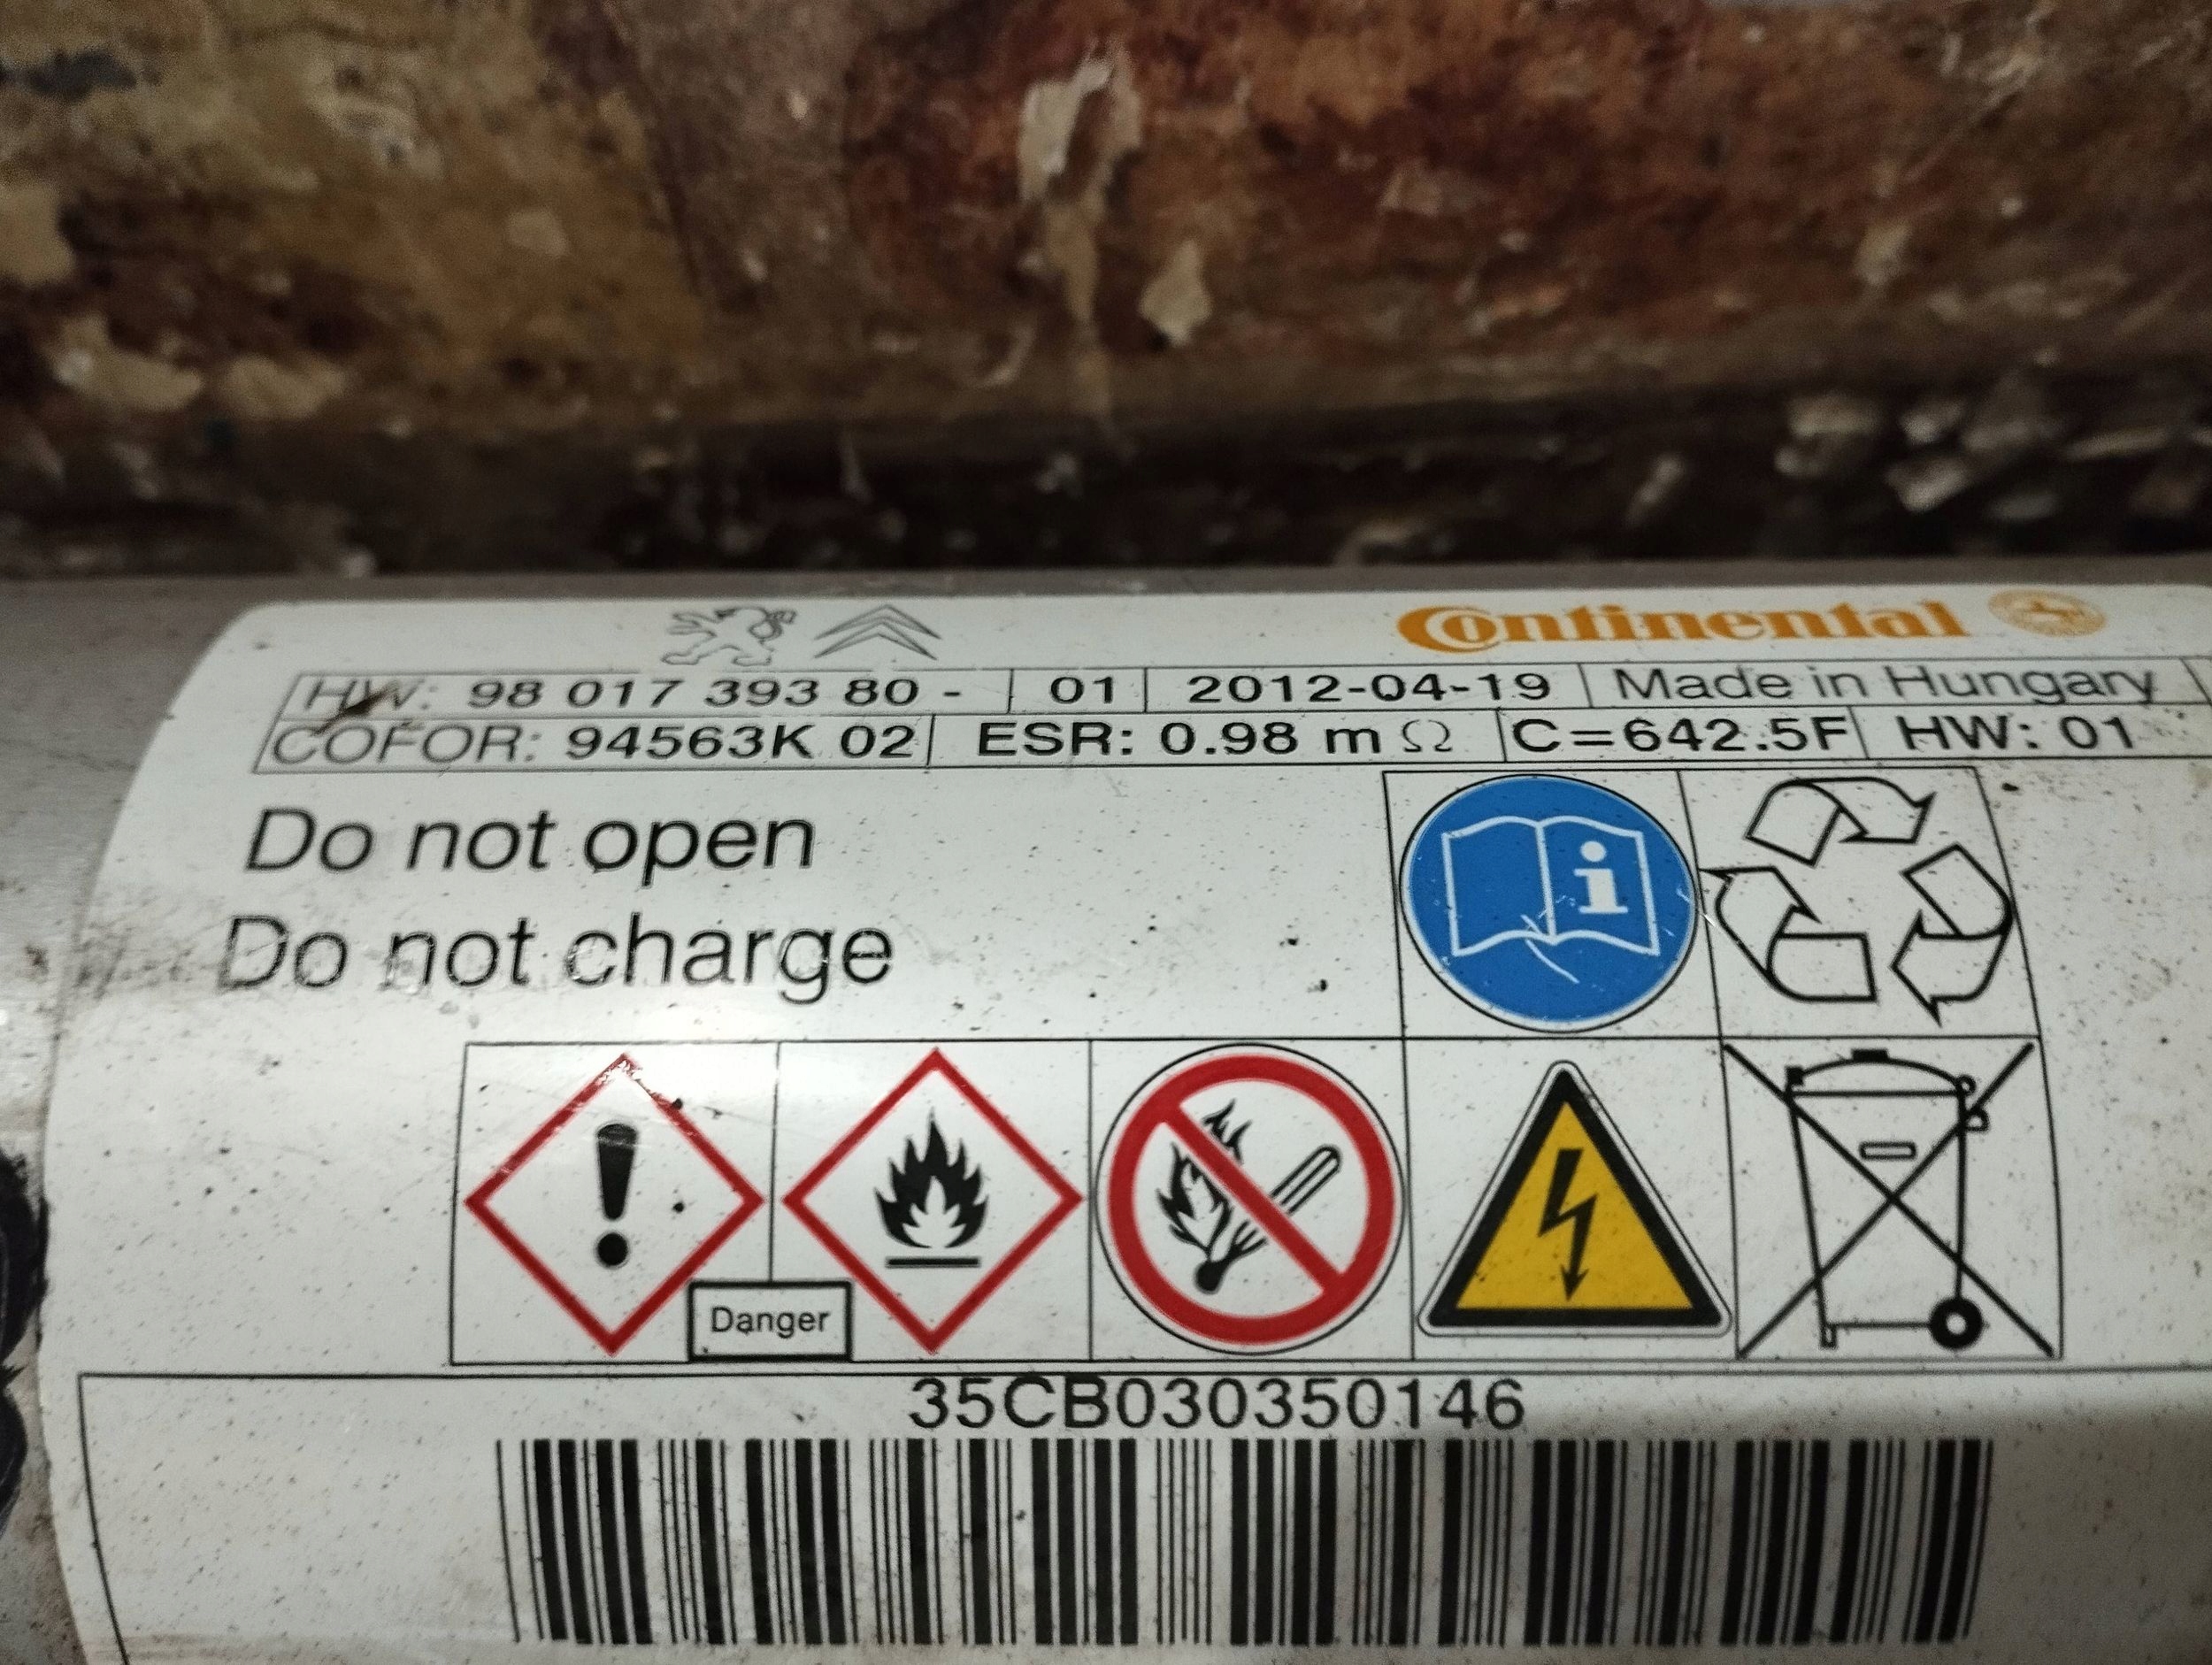 Continental
HW: 98 017 393 80 - 01 2012-04-19 Made in Hungary
COFOR: 94563K 02 ESR: 0.98 m Ω C=642.5F HW: 01
Do not open
Do not charge
Danger
35CB030350146